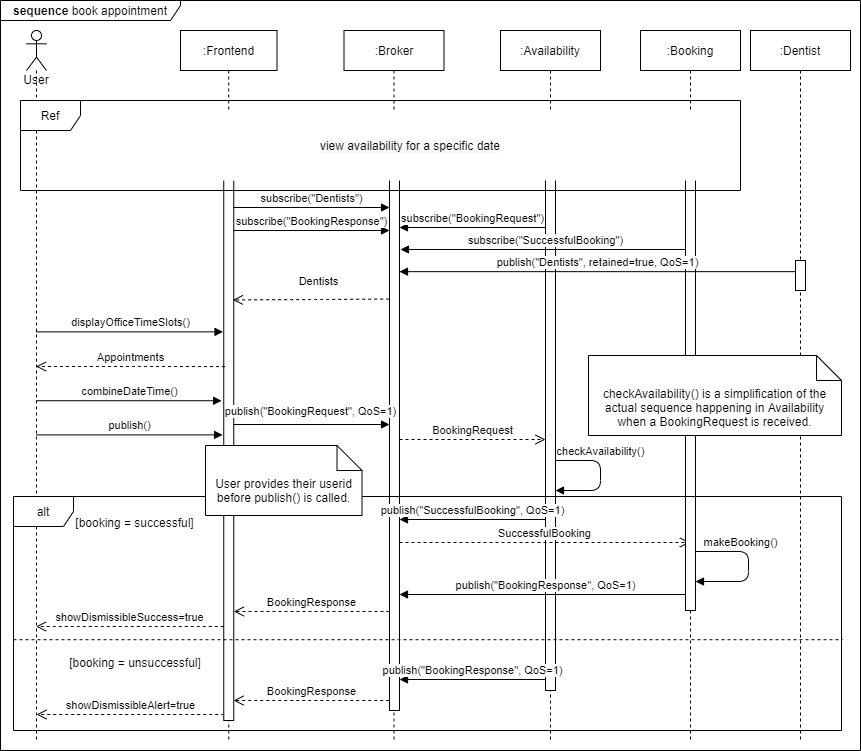 sequence book appointment
:Frontend
:Broker
:Availability
:Booking
:Dentist
User
Ref
view availability for a specific date
subscribe("Dentists")
subscribe("BookingResponse")
subscribe("BookingRequest")
subscribe("SuccessfulBooking")
publish("Dentists", retained=true, QoS=1)
Dentists
displayOfficeTimeSlots()
Appointments
combineDateTime()
checkAvailability() is a simplification of the
actual sequence happening in Availability
when a BookingRequest is received.
publish("BookingRequest", QoS=1)
publish()
BookingRequest
checkAvailability()
User provides their userid
before publish() is called.
alt
[booking = successful]
publish("SuccessfulBooking", QoS=1)
SuccessfulBooking
makeBooking()
publish("BookingResponse", QoS=1)
BookingResponse
showDismissibleSuccess=true
[booking = unsuccessful]
publish("BookingResponse", QoS=1)
BookingResponse
showDismissibleAlert=true